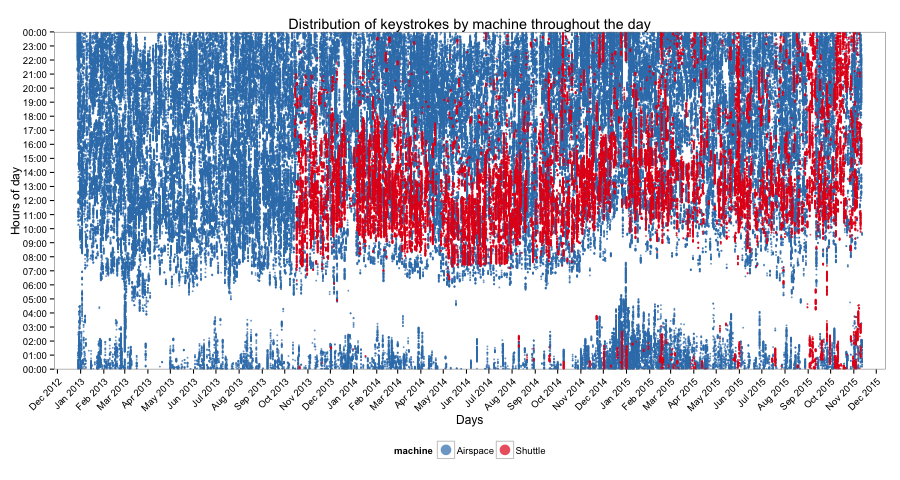 Distribution of keystrokes by machine throughout the day
Hours of day
00:00
23:00
22:00
21:00
20:00
19:00
18:00
17:00
16:00
15:00
14:00
13:00
12:00
11:00
10:00
09:00
08:00
07:00
06:00
05:00
04:00
03:00
02:00
01:00
00:00
Dec 2012
Jan 2013
Feb 2013
Mar 2013
Apr 2013
May 2013
Jun 2013
Jul 2013
Aug 2013
Sep 2013
Oct 2013
Nov 2013
Dec 2013
Jan 2014
Feb 2014
Mar 2014
Apr 2014
May 2014
Jun 2014
Jul 2014
Aug 2014
Sep 2014
Oct 2014
Nov 2014
Dec 2014
Jan 2015
Feb 2015
Mar 2015
Apr 2015
May 2015
Jun 2015
Jul 2015
Aug 2015
Sep 2015
Oct 2015
Nov 2015
Dec 2015
Days
machine Airspace Shuttle